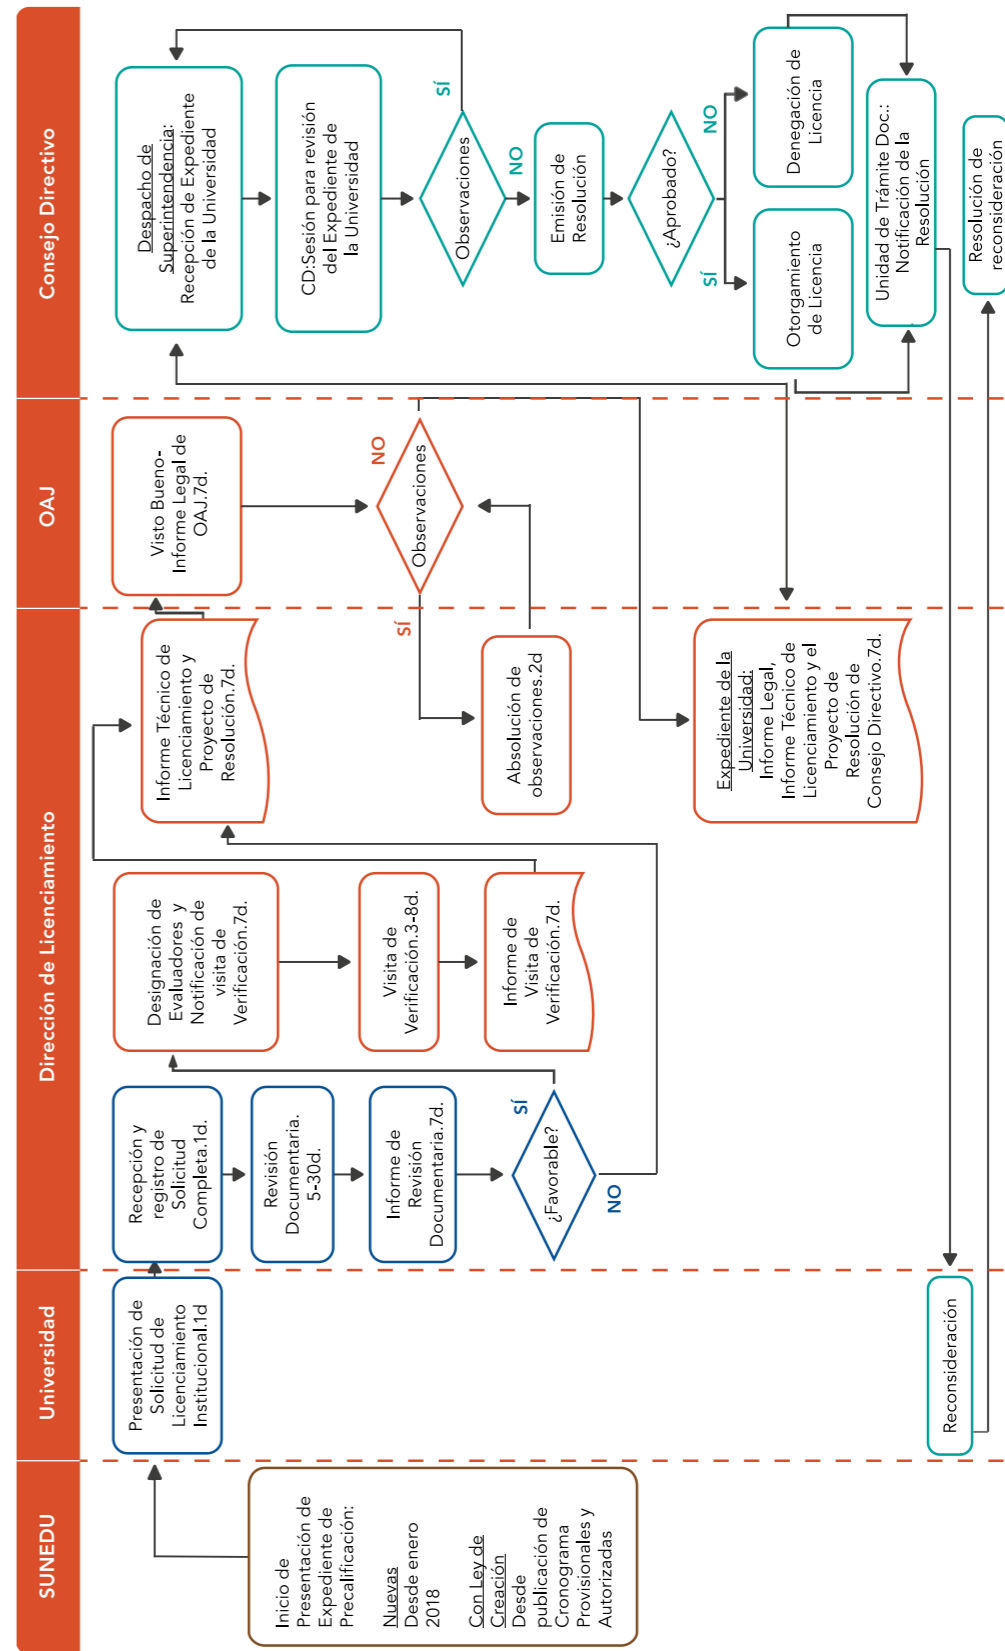 SUNEDU
Universidad
Dirección de Licenciamiento
OAJ
Consejo Directivo
Inicio de
Presentación de
Expediente de
Precalificación:
Nuevas
Desde enero
2018
Con Ley de
Creación
Desde
publicación de
Cronograma
Provisionales y
Autorizadas
Presentación de
Solicitud de
Licenciamiento
Institucional.1d
Reconsideración
Recepción y
registro de
Solicitud
Completa.1d.
Revisión
Documentaria.
5-30d.
Informe de
Revisión
Documentaria.7d.
¿Favorable?
SÍ
NO
Designación de
Evaluadores y
Notificación de
visita de
Verificación.7d.
Visita de
Verificación.3-8d.
Informe de
Visita de
Verificación.7d.
Informe Técnico de
Licenciamiento y
Proyecto de
Resolución.7d.
Absolución de
observaciones.2d
Expediente de la
Universidad:
Informe Legal,
Informe Técnico de
Licenciamiento y el
Proyecto de
Resolución de
Consejo Directivo.7d.
Visto Bueno-
Informe Legal de
OAJ.7d.
Observaciones
SÍ
NO
Despacho de
Superintendencia:
Recepción de Expediente
de la Universidad
CD:Sesión para revisión
del Expediente de
la Universidad
Observaciones
SÍ
NO
Emisión de
Resolución
¿Aprobado?
SÍ
NO
Otorgamiento
de Licencia
Denegación de
Licencia
Unidad de Trámite Doc.:
Notificación de la
Resolución
Resolución de
reconsideración